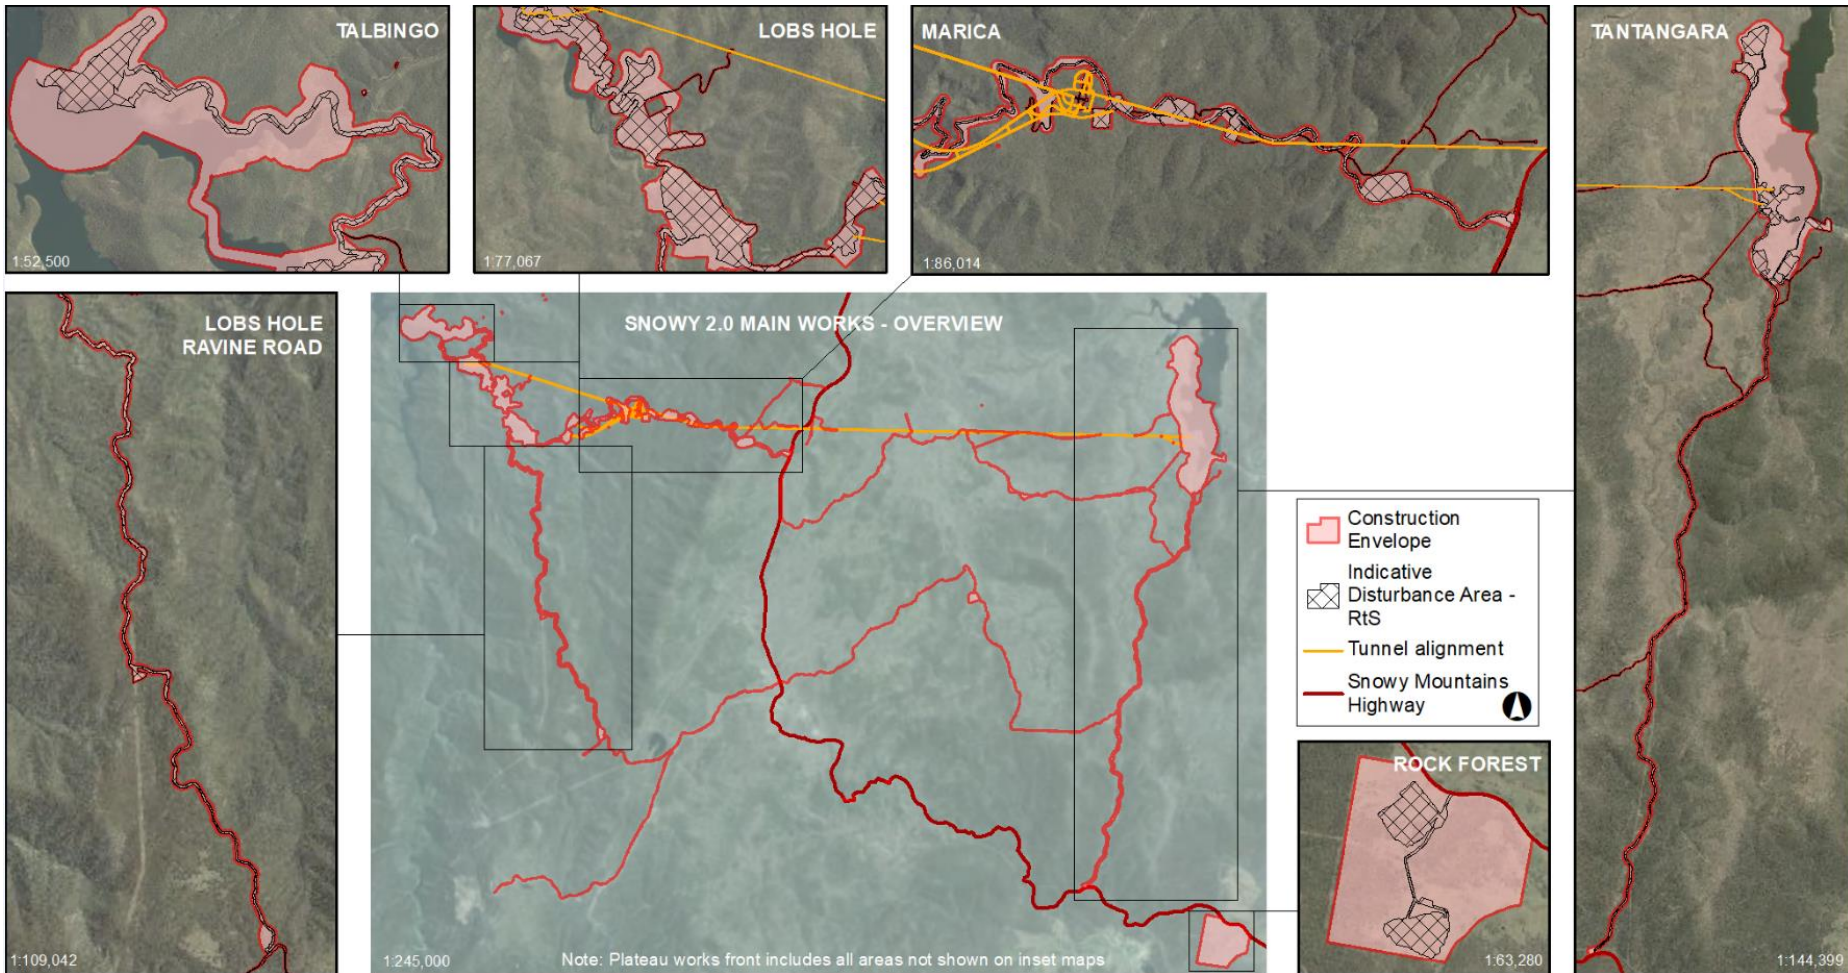 TALBINGO
1:52,500
LOBS HOLE
1:77,067
MARICA
1:86,014
TANTANGARA
1:144,399
LOBS HOLE
RAVINE ROAD
1:109,042
SNOWY 2.0 MAIN WORKS - OVERVIEW
1:245,000
Note: Plateau works front includes all areas not shown on inset maps
Construction
Envelope
Indicative
Disturbance Area -
RtS
Tunnel alignment
Snowy Mountains
Highway
ROCK FOREST
1:63,280